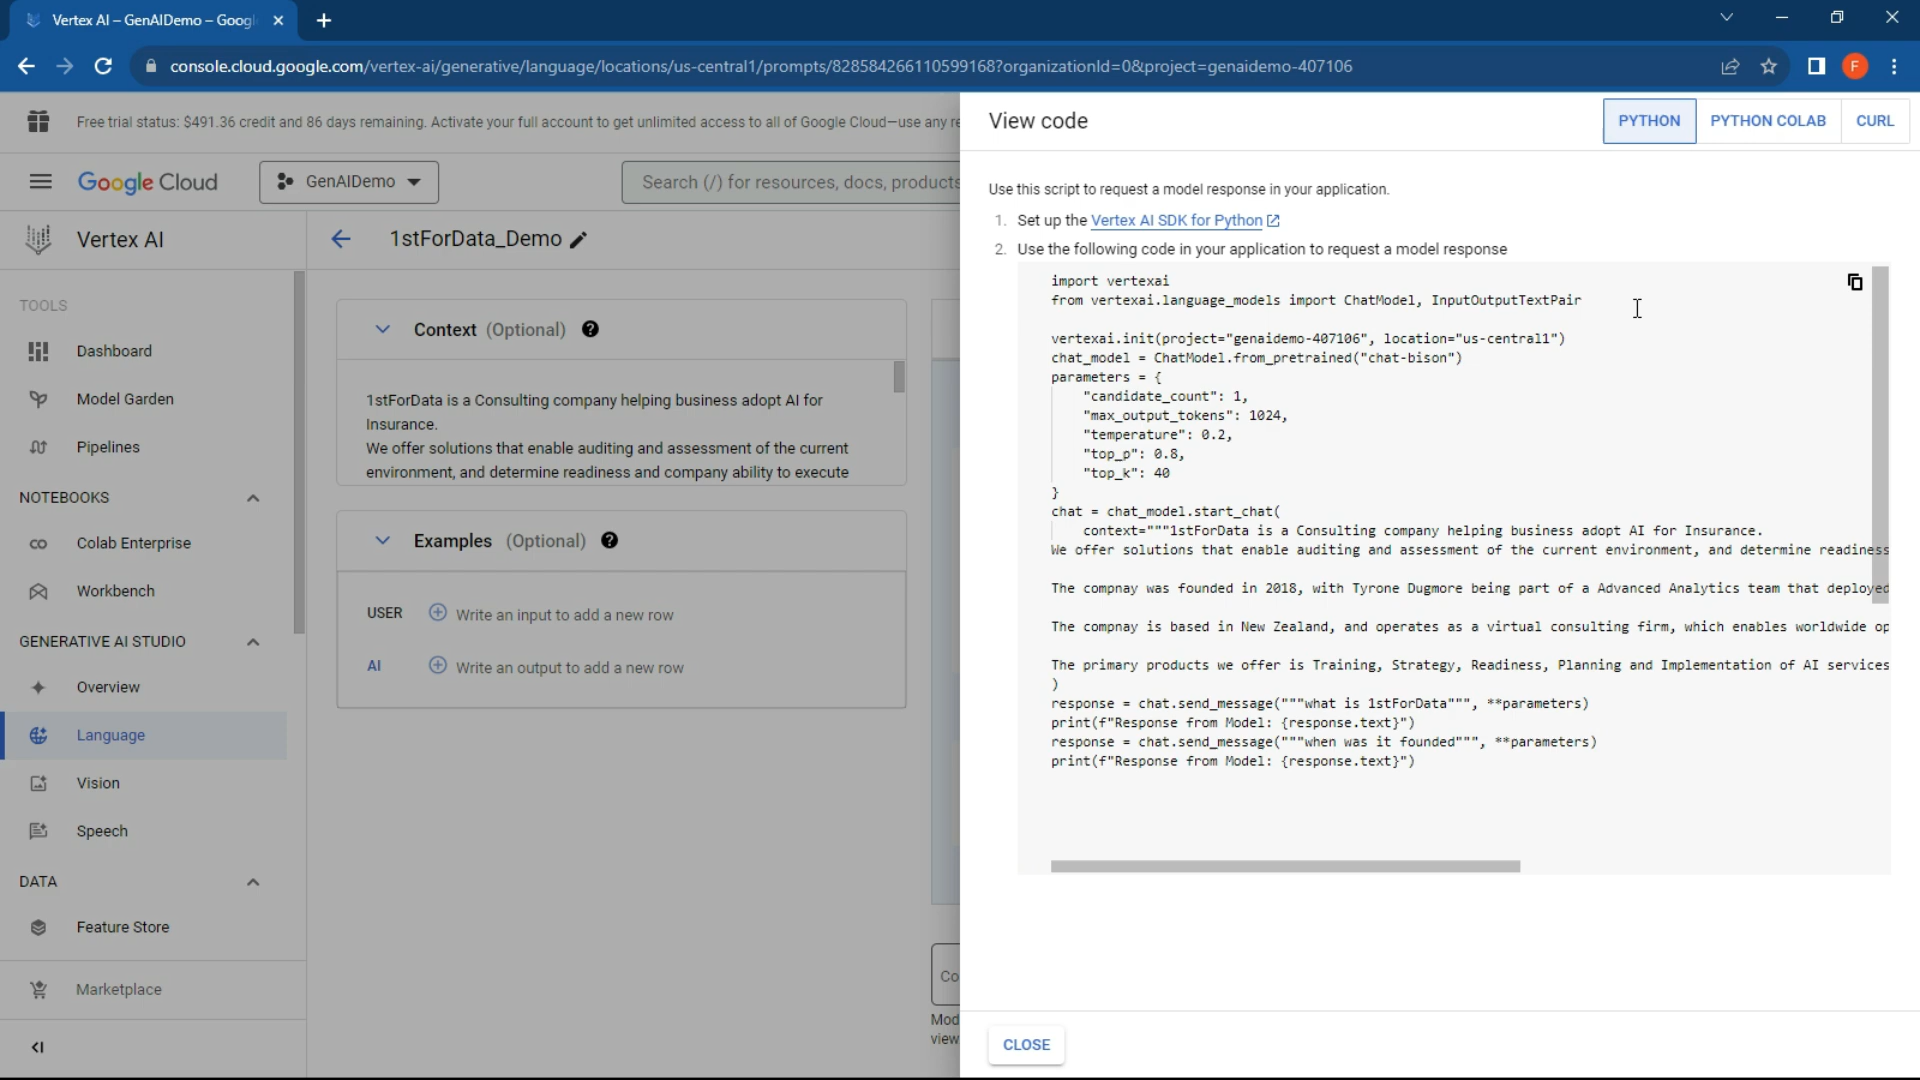 Vertex AI – GenAIDemo – Googl
console.cloud.google.com/vertex-ai/generative/language/locations/us-central1/prompts/828584266110599168?organizationId=0&project=genaidemo-407106
F
Free trial status: $491.36 credit and 86 days remaining. Activate your full account to get unlimited access to all of Google Cloud—use any re
Google Cloud
GenAIDemo
Search (/) for resources, docs, products
Vertex AI
1stForData_Demo
TOOLS
Dashboard
Model Garden
Pipelines
NOTEBOOKS
Colab Enterprise
Workbench
GENERATIVE AI STUDIO
Overview
Language
Vision
Speech
DATA
Feature Store
Marketplace
Context (Optional)
1stForData is a Consulting company helping business adopt AI for
Insurance.
We offer solutions that enable auditing and assessment of the current
environment, and determine readiness and company ability to execute
Examples (Optional)
USER Write an input to add a new row
AI Write an output to add a new row
Co
Mod
view
View code
PYTHON
PYTHON COLAB
CURL
Use this script to request a model response in your application.
1. Set up the Vertex AI SDK for Python
2. Use the following code in your application to request a model response
import vertexai
from vertexai.language_models import ChatModel, InputOutputTextPair
vertexai.init(project="genaidemo-407106", location="us-central1")
chat_model = ChatModel.from_pretrained("chat-bison")
parameters = {
"candidate_count": 1,
"max_output_tokens": 1024,
"temperature": 0.2,
"top_p": 0.8,
"top_k": 40
}
chat = chat_model.start_chat(
context="""1stForData is a Consulting company helping business adopt AI for Insurance.
We offer solutions that enable auditing and assessment of the current environment, and determine readiness
The compnay was founded in 2018, with Tyrone Dugmore being part of a Advanced Analytics team that deployed
The compnay is based in New Zealand, and operates as a virtual consulting firm, which enables worldwide op
The primary products we offer is Training, Strategy, Readiness, Planning and Implementation of AI services
)
response = chat.send_message("""what is 1stForData""", **parameters)
print(f"Response from Model: {response.text}")
response = chat.send_message("""when was it founded""", **parameters)
print(f"Response from Model: {response.text}")
CLOSE